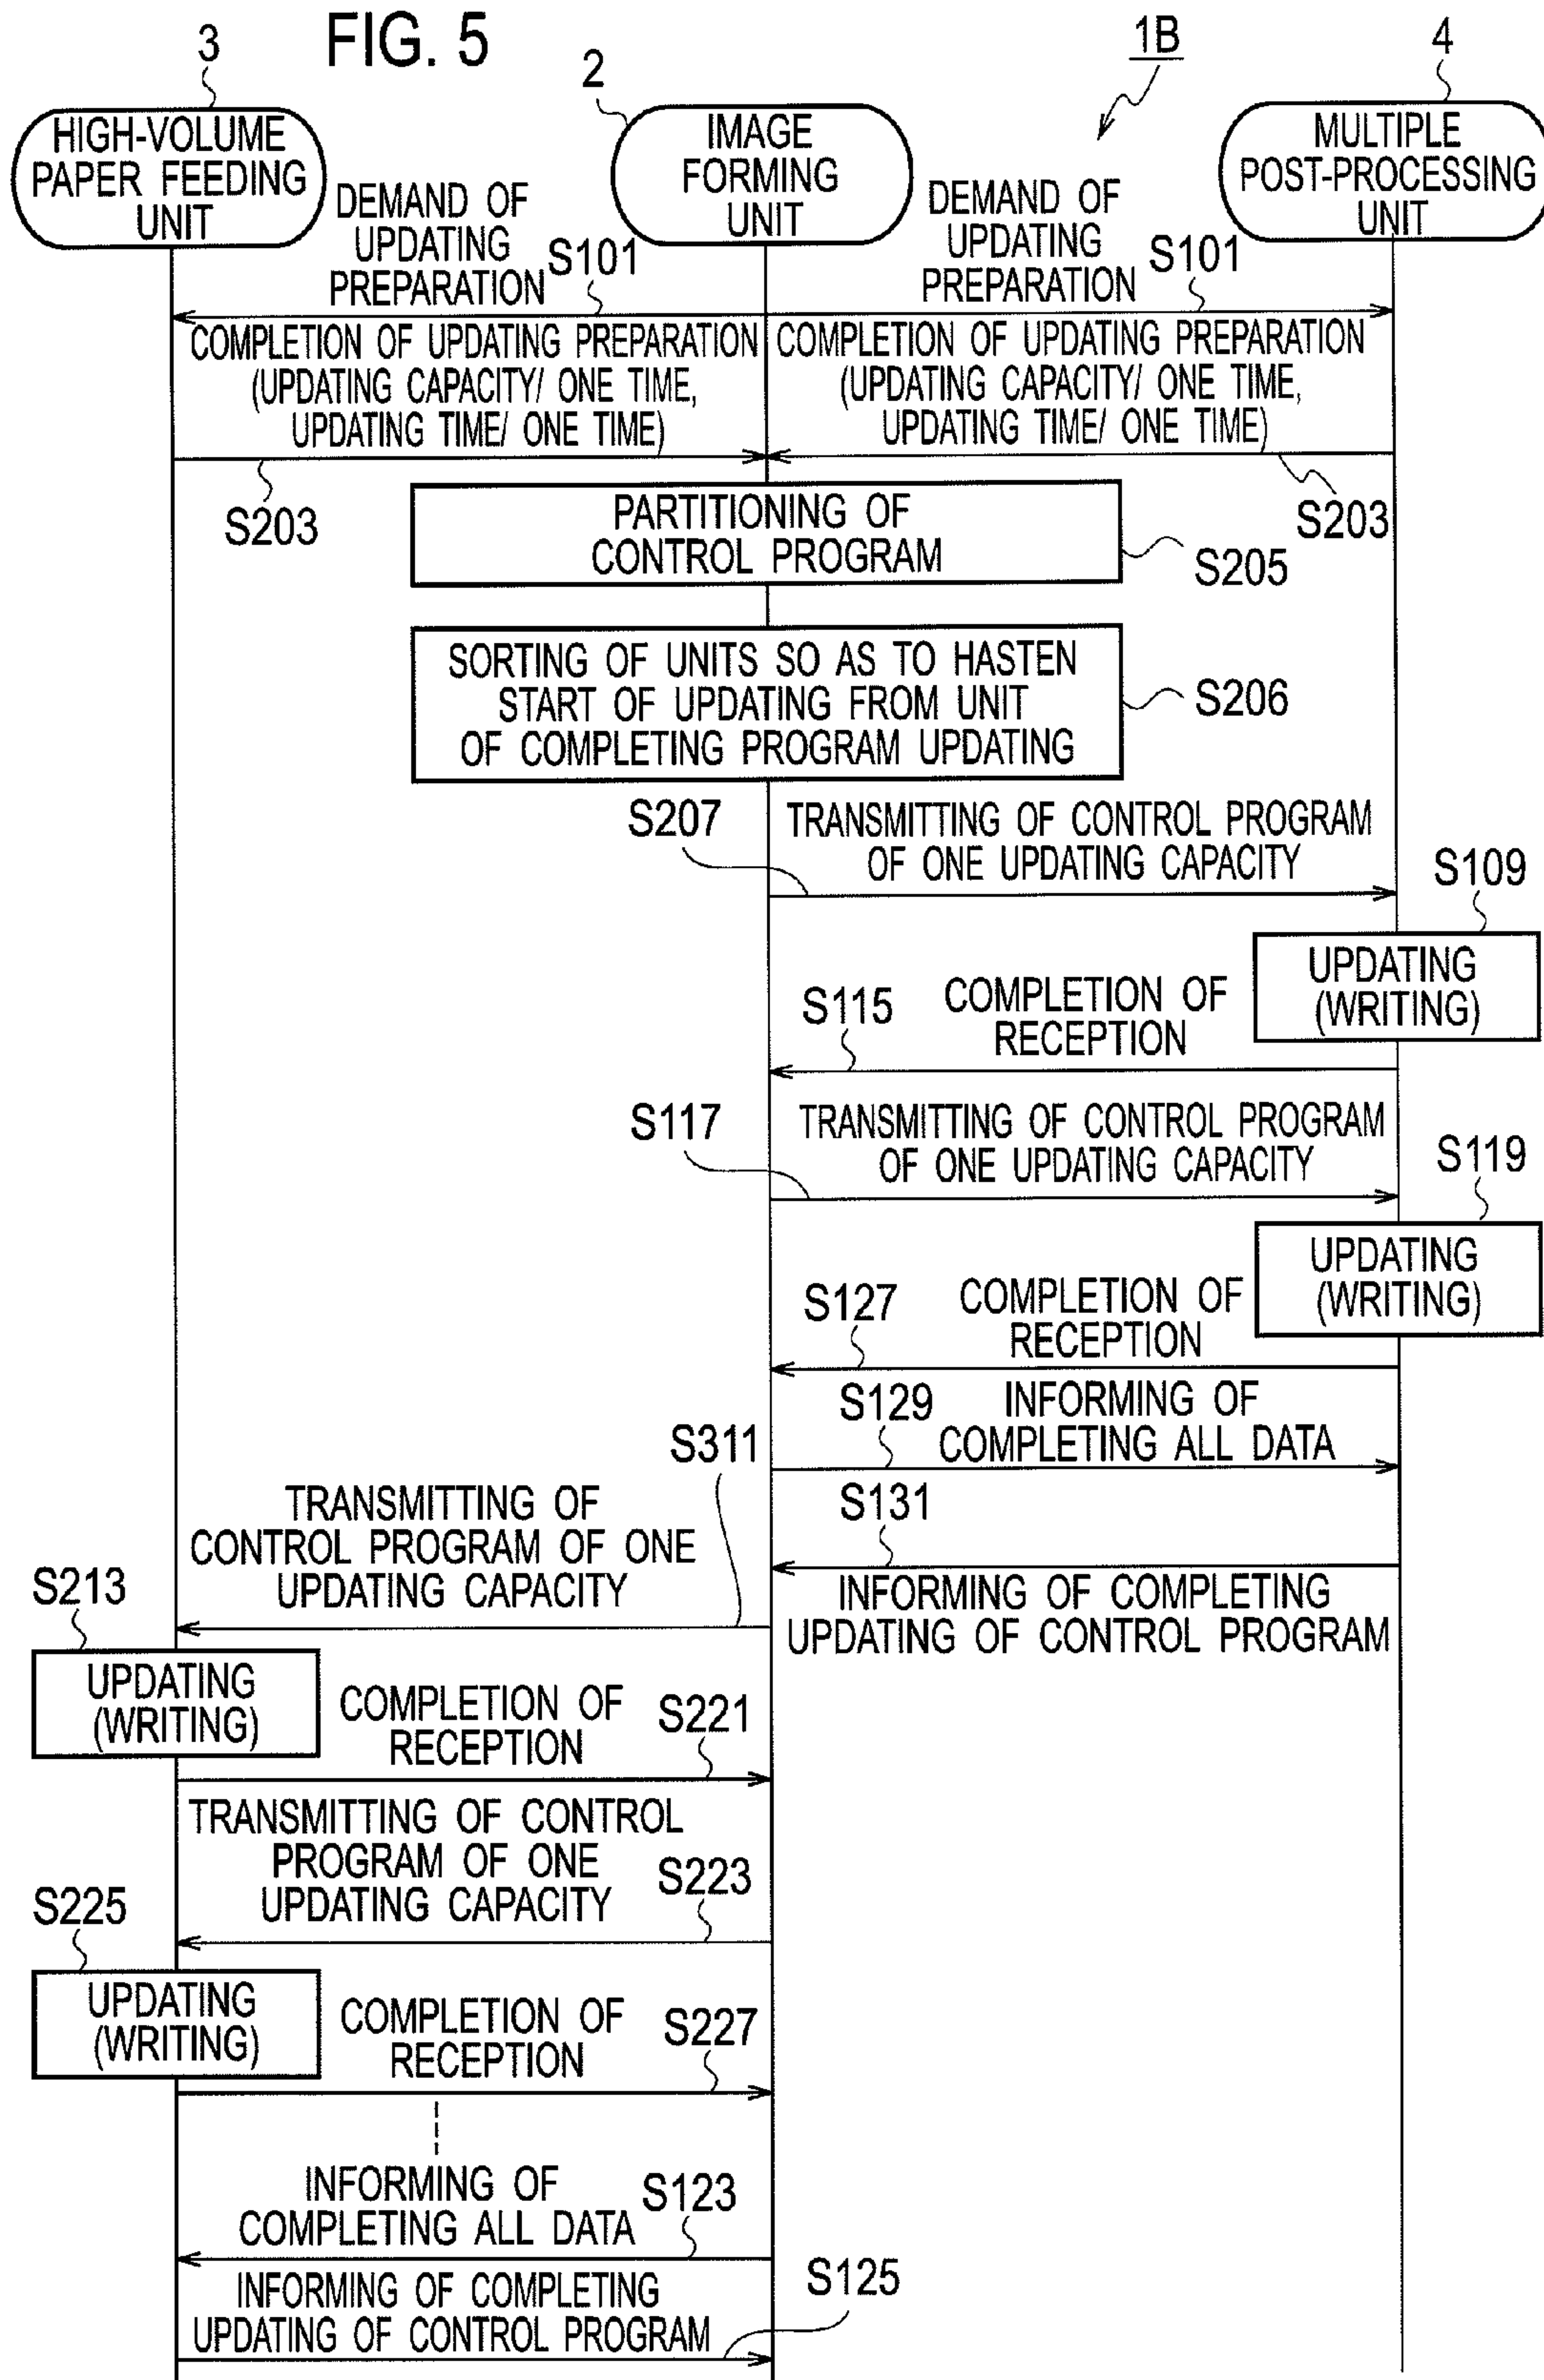 FIG. 5
3
2
1B
4
HIGH-VOLUME
PAPER FEEDING
UNIT
IMAGE
FORMING
UNIT
MULTIPLE
POST-PROCESSING
UNIT
DEMAND OF
UPDATING
PREPARATION
S101
DEMAND OF
UPDATING
PREPARATION
S101
COMPLETION OF UPDATING PREPARATION
(UPDATING CAPACITY/ ONE TIME,
UPDATING TIME/ ONE TIME)
COMPLETION OF UPDATING PREPARATION
(UPDATING CAPACITY/ ONE TIME,
UPDATING TIME/ ONE TIME)
S203
S203
PARTITIONING OF
CONTROL PROGRAM
S205
SORTING OF UNITS SO AS TO HASTEN
START OF UPDATING FROM UNIT
OF COMPLETING PROGRAM UPDATING
S206
S207
TRANSMITTING OF CONTROL PROGRAM
OF ONE UPDATING CAPACITY
S109
UPDATING
(WRITING)
S115
COMPLETION OF
RECEPTION
S117
TRANSMITTING OF CONTROL PROGRAM
OF ONE UPDATING CAPACITY
S119
UPDATING
(WRITING)
S127
COMPLETION OF
RECEPTION
S129
INFORMING OF
COMPLETING ALL DATA
S311
TRANSMITTING OF
CONTROL PROGRAM OF ONE
UPDATING CAPACITY
S131
INFORMING OF COMPLETING
UPDATING OF CONTROL PROGRAM
S213
UPDATING
(WRITING)
COMPLETION OF
RECEPTION
S221
TRANSMITTING OF CONTROL
PROGRAM OF ONE
UPDATING CAPACITY
S223
S225
UPDATING
(WRITING)
COMPLETION OF
RECEPTION
S227
INFORMING OF
COMPLETING ALL DATA
S123
INFORMING OF COMPLETING
UPDATING OF CONTROL PROGRAM
S125